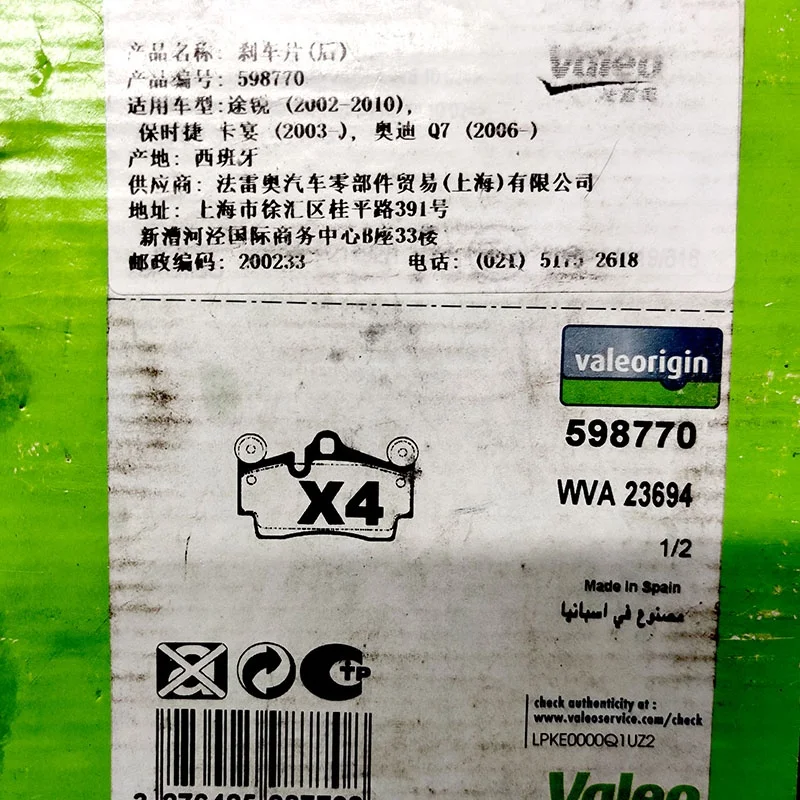 产品名称: 刹车片(后)
Valeo
产品编号: 598770
法雷奥
适用车型:途锐 (2002-2010),
保时捷 卡宴 (2003-), 奥迪 Q7 (2006-)
产地: 西班牙
供应商: 法雷奥汽车零部件贸易(上海)有限公司
地址: 上海市徐汇区桂平路391号
新漕河泾国际商务中心B座33楼
邮政编码: 200233 电话: (021) 5175 2618
valeorigin
598770
X4
WVA 23694
1/2
Made in Spain
مصنوع في اسبانيا
check authenticity at :
www.valeoservice.com/check
LPKE0000Q1UZ2
Valeo